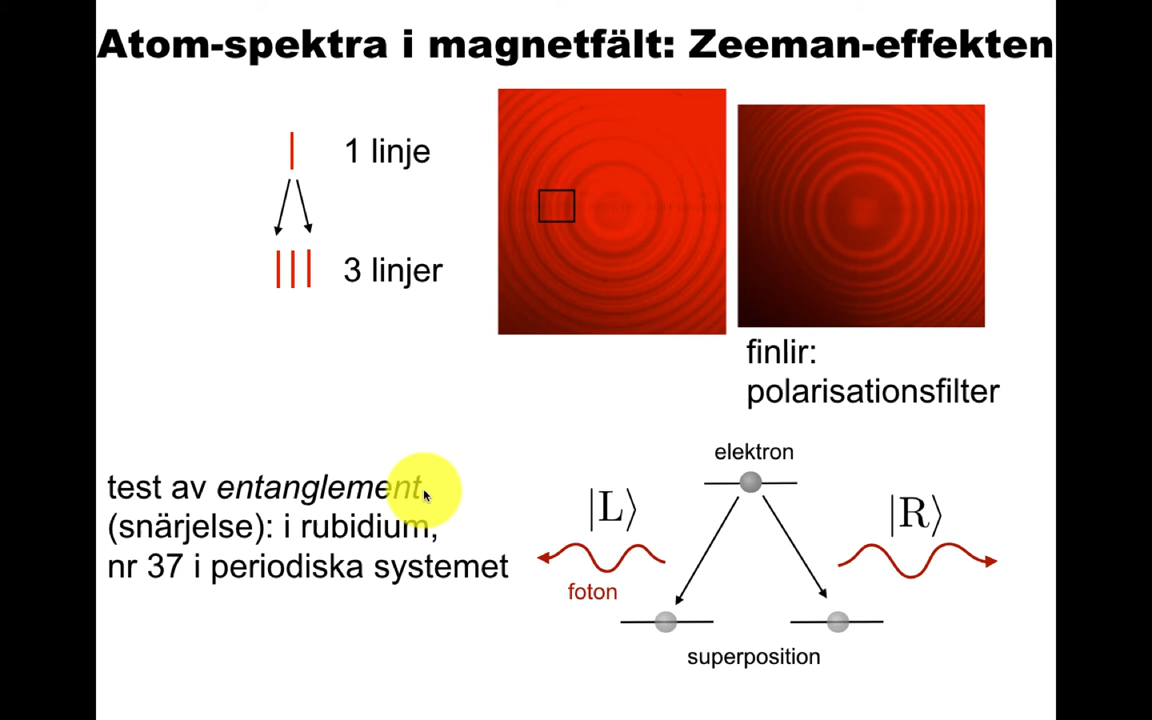 Atom-spektra i magnetfält: Zeeman-effekten
1 linje
3 linjer
finlir:
polarisationsfilter
test av entanglement,
(snärjelse): i rubidium,
nr 37 i periodiska systemet
elektron
|L⟩
|R⟩
foton
superposition